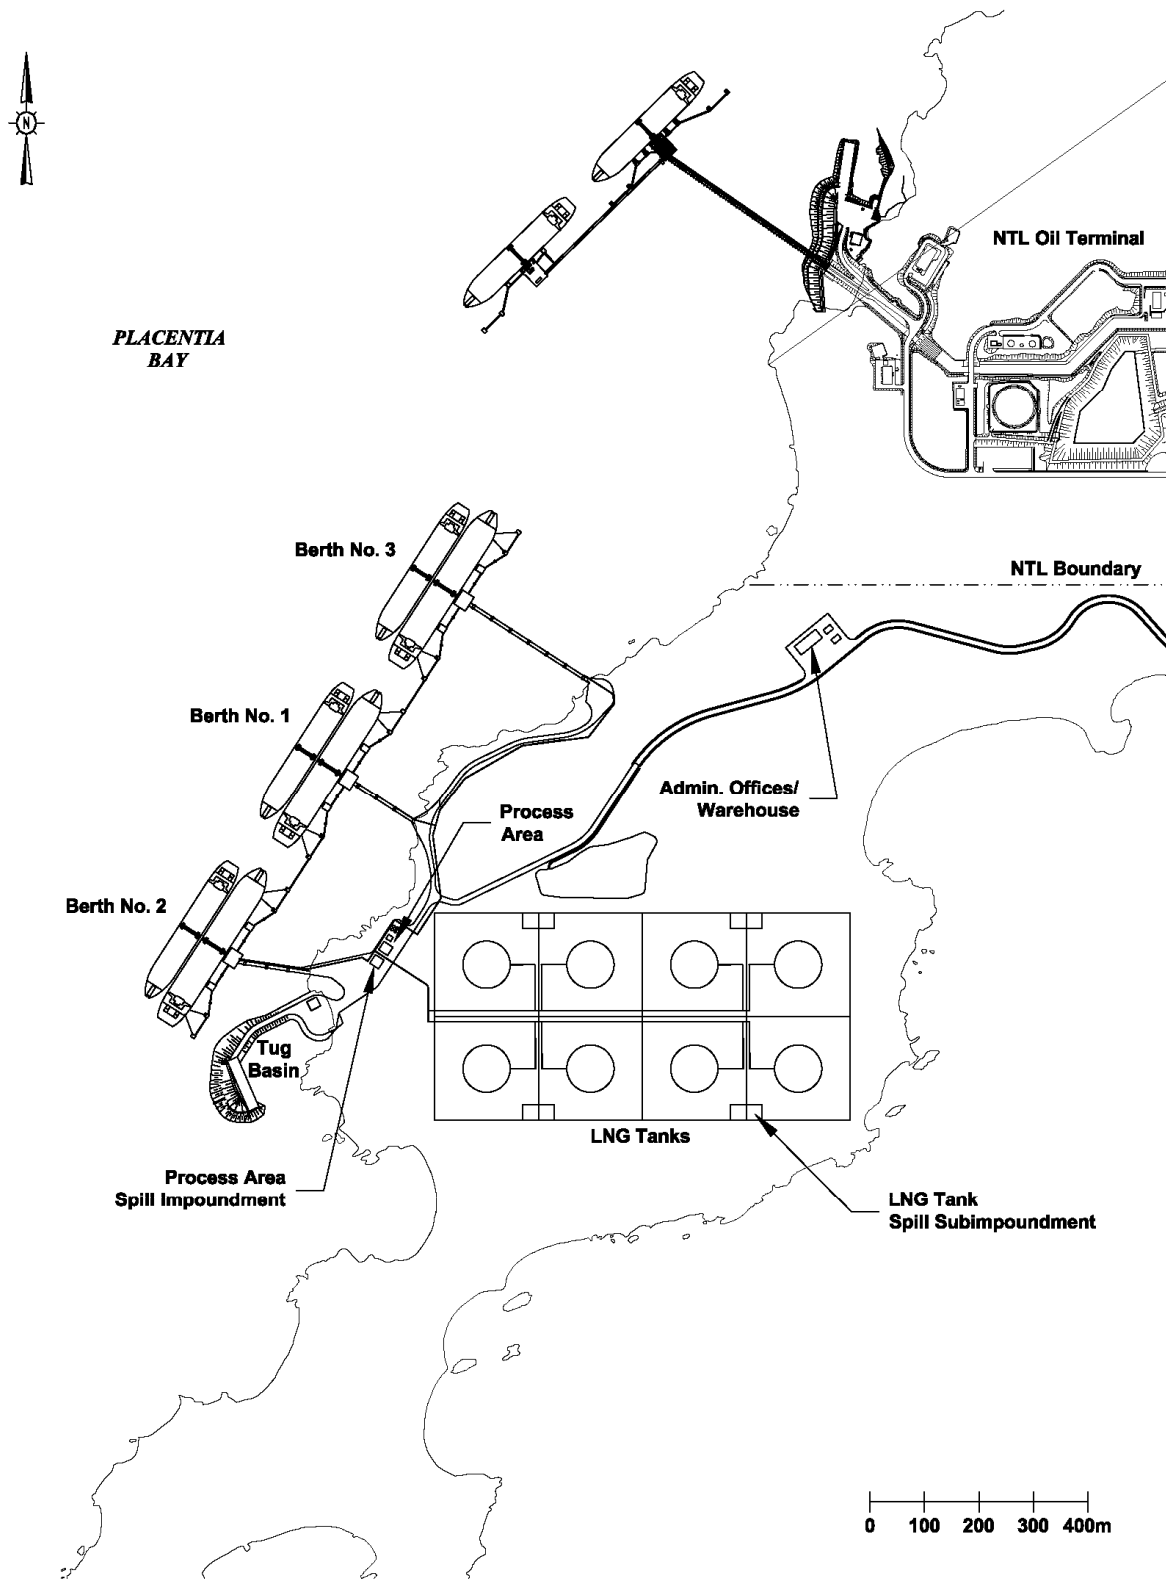 N
NTL Oil Terminal
PLACENTIA
BAY
Berth No. 3
NTL Boundary
Berth No. 1
Admin. Offices/
Warehouse
Process
Area
Berth No. 2
Tug
Basin
LNG Tanks
Process Area
Spill Impoundment
LNG Tank
Spill Subimpoundment
0 100 200 300 400m